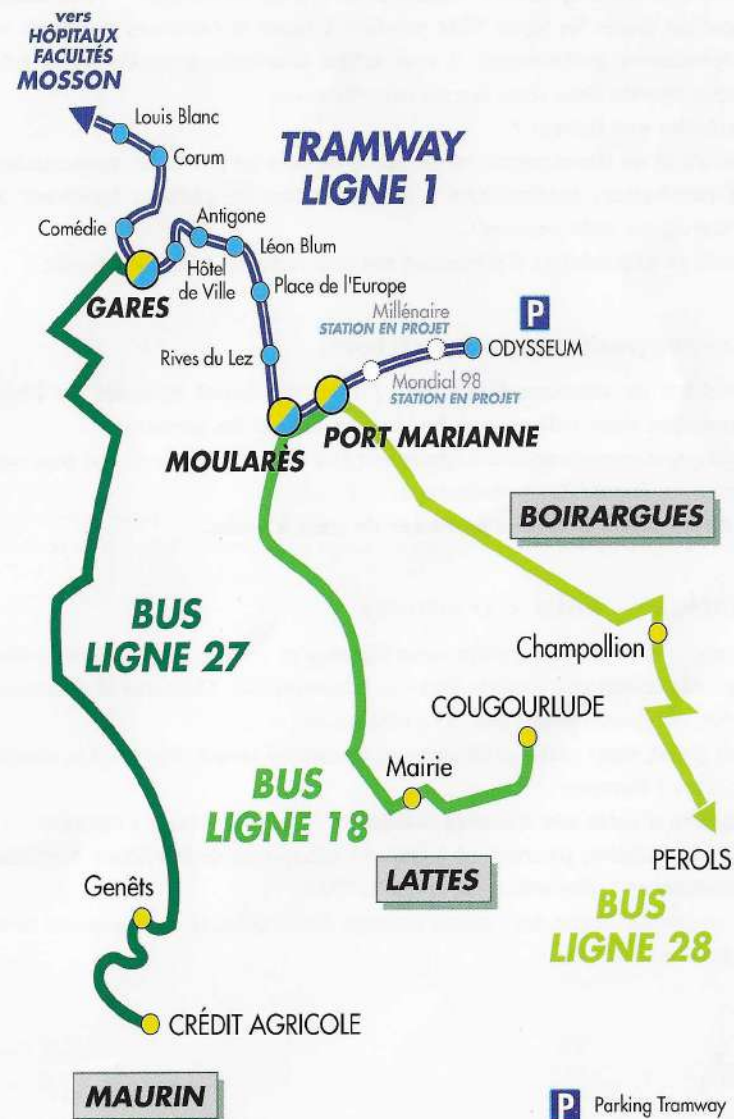 vers
HÔPITAUX
FACULTÉS
MOSSON
Louis Blanc
Corum
TRAMWAY
LIGNE 1
Comédie
Antigone
Léon Blum
Hôtel
de Ville
GARES
Place de l'Europe
Millénaire
STATION EN PROJET
P
ODYSSEUM
Rives du Lez
Mondial 98
STATION EN PROJET
MOULARÈS
PORT MARIANNE
BOIRARGUES
BUS
LIGNE 27
Champollion
COUGOURLUDE
Mairie
BUS
LIGNE 18
LATTES
PEROLS
BUS
LIGNE 28
Genêts
CRÉDIT AGRICOLE
MAURIN
P Parking Tramway